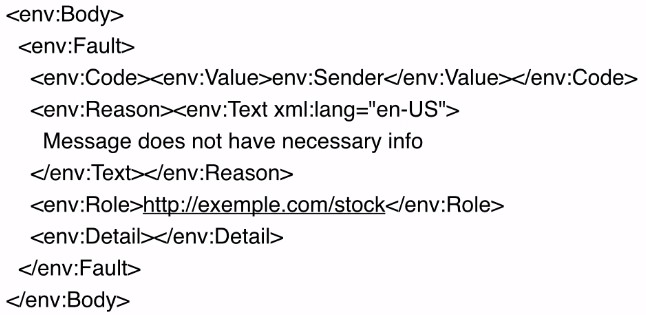 <env:Body>
<env:Fault>
<env:Code><env:Value>env:Sender</env:Value></env:Code>
<env:Reason><env:Text xml:lang="en-US">
Message does not have necessary info
</env:Text></env:Reason>
<env:Role>http://exemple.com/stock</env:Role>
<env:Detail></env:Detail>
</env:Fault>
</env:Body>